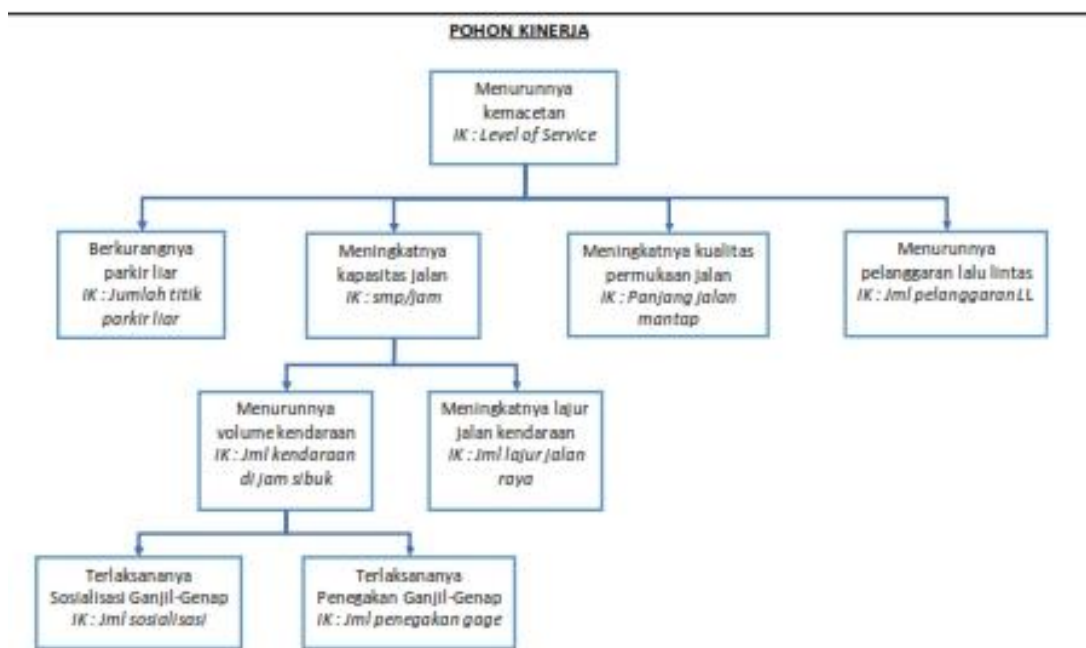 POHON KINERJA
Menurunnya
kemacetan
IK : Level of Service
Berkurangnya
parkir liar
IK : Jumlah titik
parkir liar
Meningkatnya
kapasitas jalan
IK : smp/jam
Meningkatnya kualitas
permukaan jalan
IK : Panjang jalan
mantap
Menurunnya
pelanggaran lalu lintas
IK : Jml pelanggaran LL
Menurunnya
volume kendaraan
IK : Jml kendaraan
di jam sibuk
Meningkatnya lajur
jalan kendaraan
IK : Jml lajur jalan
raya
Terlaksananya
Sosialisasi Ganjil-Genap
IK : Jml sosialisasi
Terlaksananya
Penegakan Ganjil-Genap
IK : Jml penegakan gage